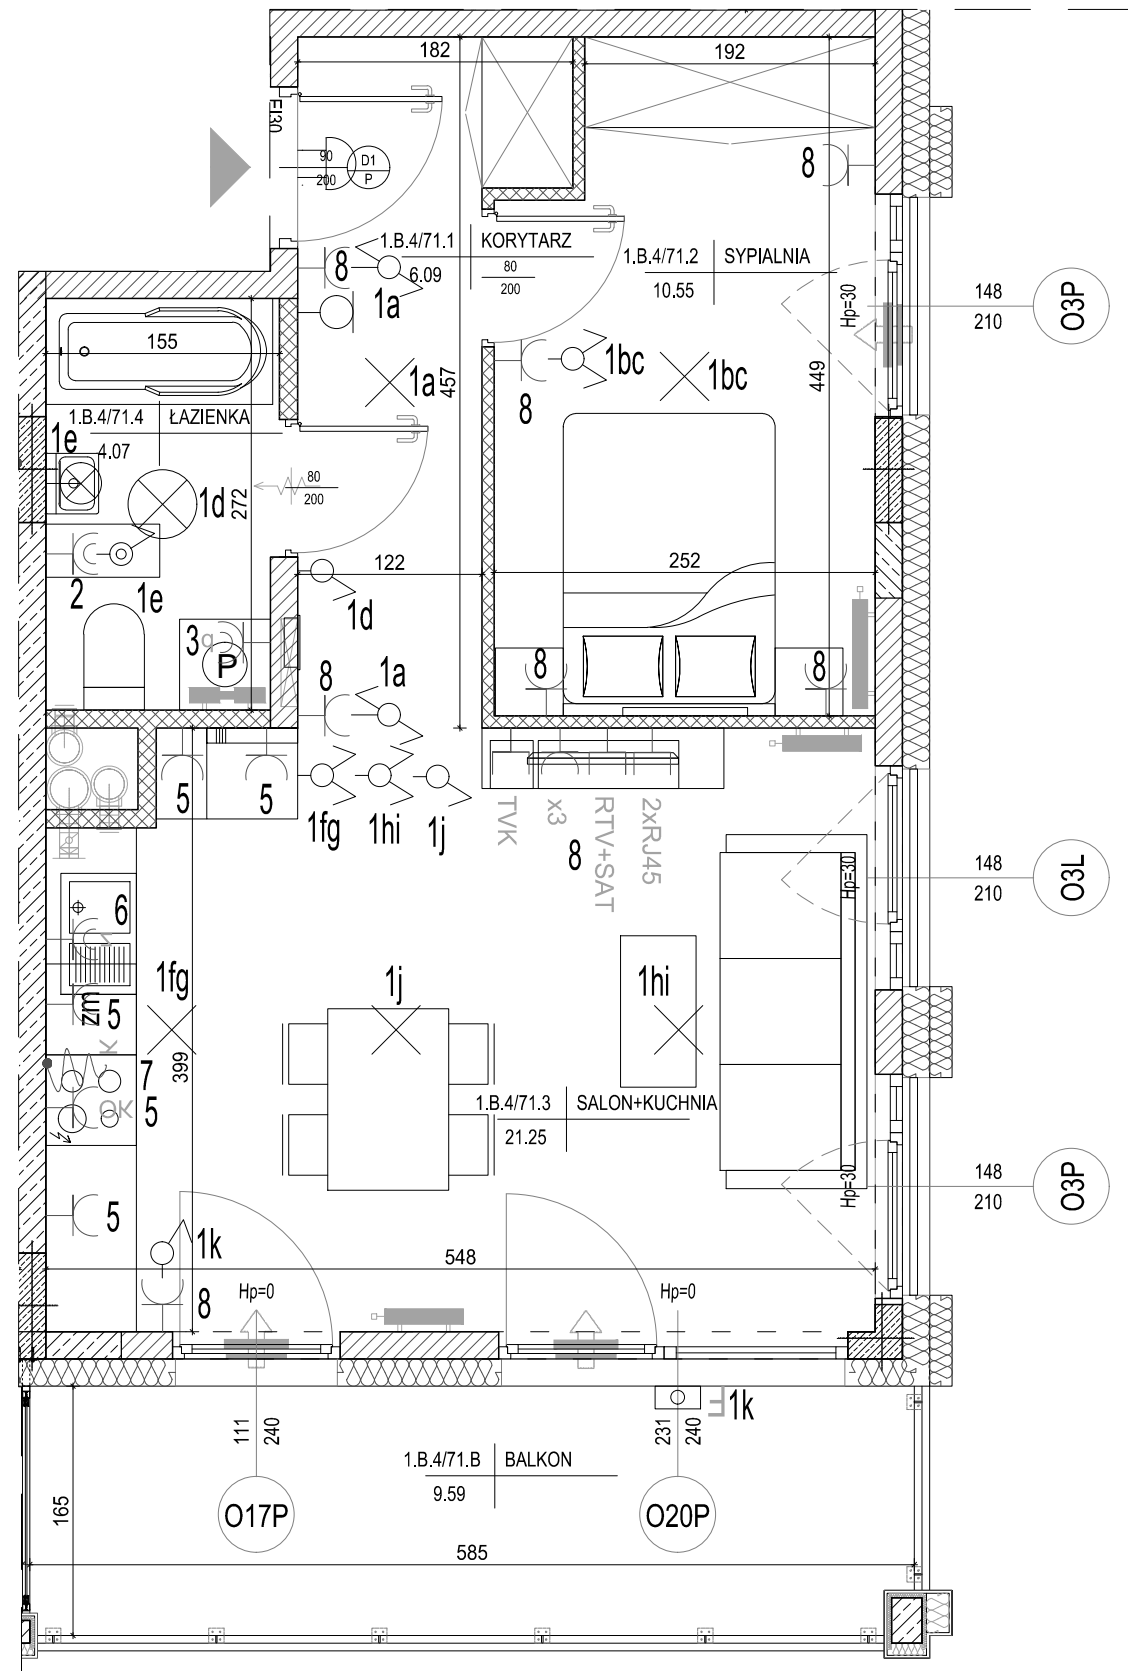 182
192
EI30
90
200
D1
P
8
1.B.4/71.1 KORYTARZ
6.09
80
200
1.B.4/71.2 SYPIALNIA
10.55
8
1a
Hp=30
148
210
O3P
155
1a
457
8
1bc
1bc
449
1.B.4/71.4 ŁAZIENKA
4.07
1e
1d
272
80
200
122
252
2
1e
1d
3
P
8
1a
8
8
5
5
1fg
1hi
1j
TVK
x3
RTV+SAT
2xRJ45
8
Hp=30
148
210
O3L
6
zm
5
1fg
1j
1hi
399
K
7
OK
5
1.B.4/71.3 SALON+KUCHNIA
21.25
Hp=30
148
210
O3P
5
1k
8
548
Hp=0
Hp=0
111
240
231
240
1k
1.B.4/71.B BALKON
9.59
O17P
O20P
165
585